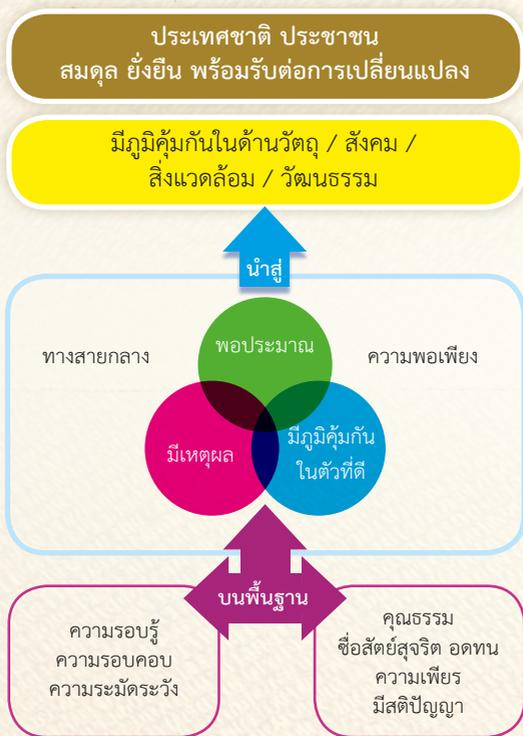 ประเทศชาติ ประชาชน
สมดุล ยั่งยืน พร้อมรับต่อการเปลี่ยนแปลง
มีภูมิคุ้มกันในด้านวัตถุ / สังคม /
สิ่งแวดล้อม / วัฒนธรรม
นำสู่
ทางสายกลาง
พอประมาณ
ความพอเพียง
มีเหตุผล
มีภูมิคุ้มกัน
ในตัวที่ดี
บนพื้นฐาน
ความรอบรู้
ความรอบคอบ
ความระมัดระวัง
คุณธรรม
ซื่อสัตย์สุจริต อดทน
ความเพียร
มีสติปัญญา